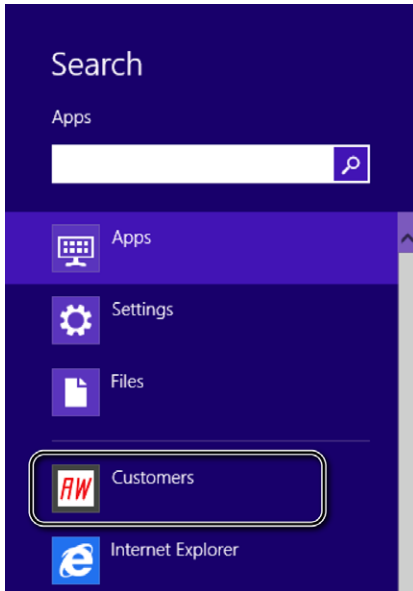 Search
Apps
Apps
Settings
Files
AW
Customers
Internet Explorer